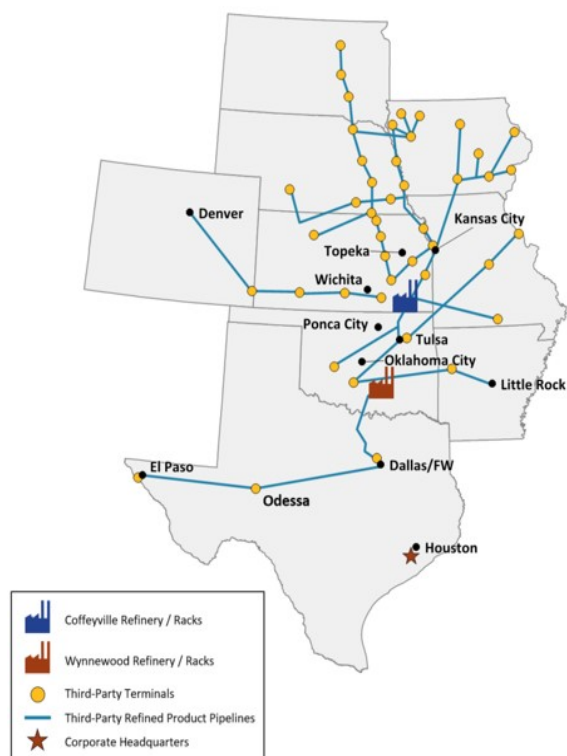 Denver
Kansas City
Topeka
Wichita
Ponca City
Tulsa
Oklahoma City
Little Rock
El Paso
Dallas/FW
Odessa
Houston
Coffeyville Refinery / Racks
Wynnewood Refinery / Racks
Third-Party Terminals
Third-Party Refined Product Pipelines
Corporate Headquarters